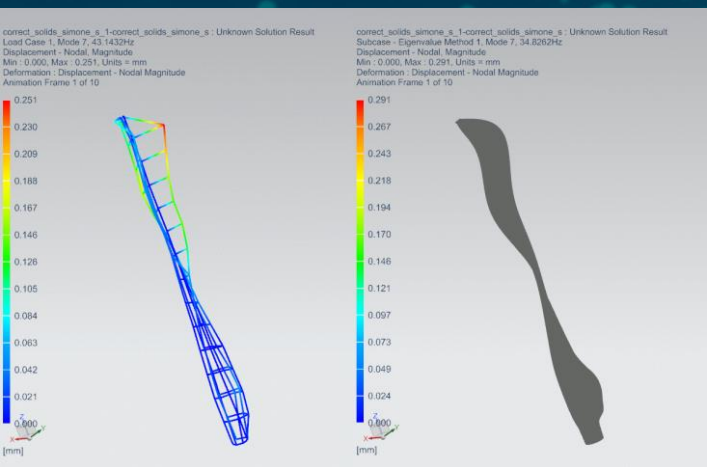 correct_solids_simone_s_1-correct_solids_simone_s : Unknown Solution Result
Load Case 1, Mode 7, 43.1432Hz
Displacement - Nodal, Magnitude
Min : 0.000, Max : 0.251, Units = mm
Deformation : Displacement - Nodal Magnitude
Animation Frame 1 of 10
0.251
0.230
0.209
0.188
0.167
0.146
0.126
0.105
0.084
0.063
0.042
0.021
0.000
Z
X
Y
[mm]
correct_solids_simone_s_1-correct_solids_simone_s : Unknown Solution Result
Subcase - Eigenvalue Method 1, Mode 7, 34.8262Hz
Displacement - Nodal, Magnitude
Min : 0.000, Max : 0.291, Units = mm
Deformation : Displacement - Nodal Magnitude
Animation Frame 1 of 10
0.291
0.267
0.243
0.218
0.194
0.170
0.146
0.121
0.097
0.073
0.049
0.024
0.000
Z
X
Y
[mm]